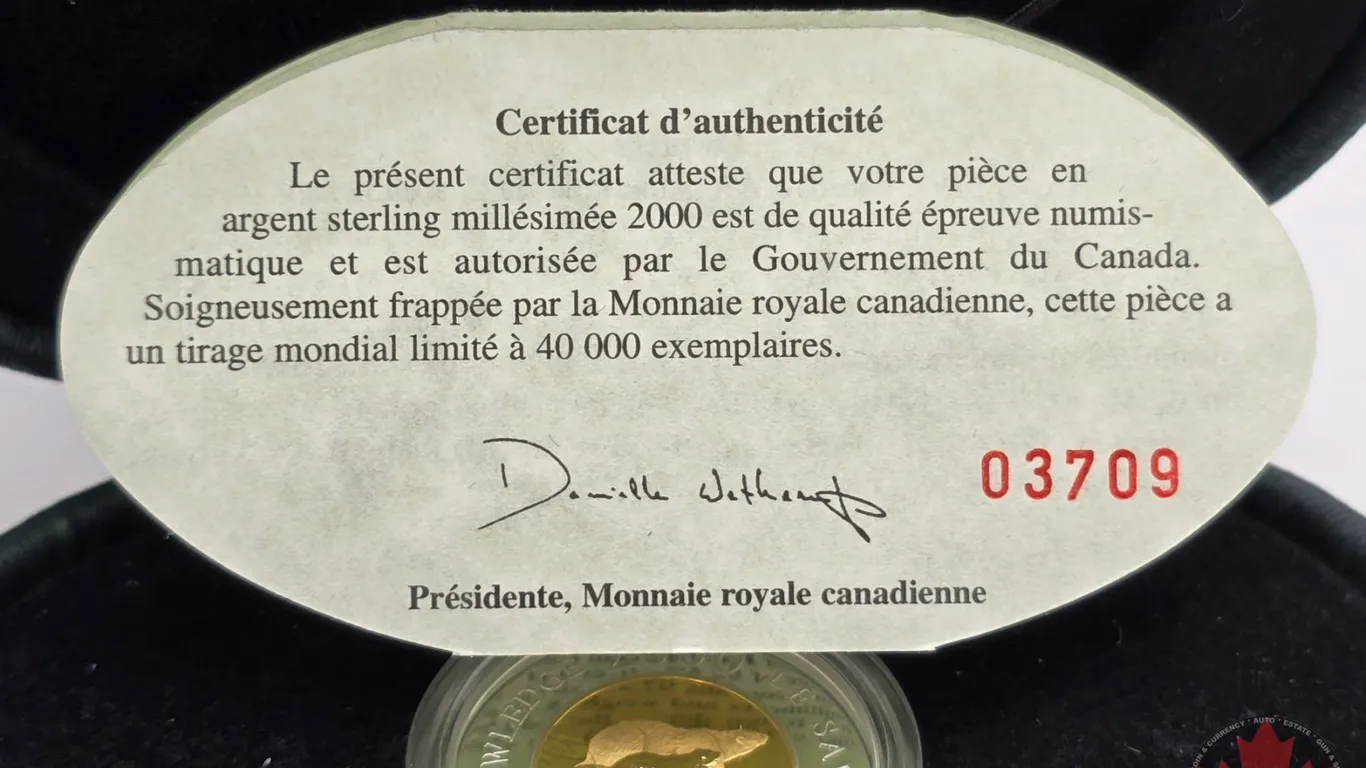 Certificat d'authenticité
Le présent certificat atteste que votre pièce en
argent sterling millésimée 2000 est de qualité épreuve numis-
matique et est autorisée par le Gouvernement du Canada.
Soigneusement frappée par la Monnaie royale canadienne, cette pièce a
un tirage mondial limité à 40 000 exemplaires.
03709
Présidente, Monnaie royale canadienne
AUTO · ESTATE